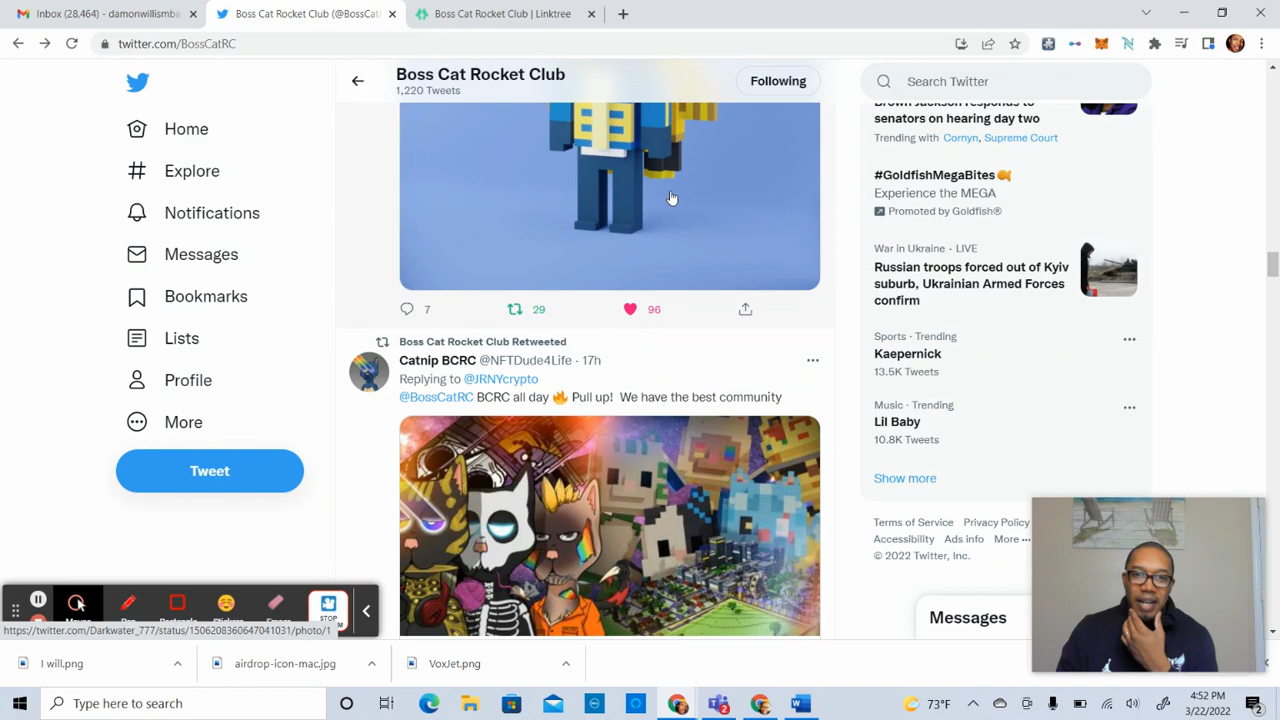 Inbox (28,464) - damonwillismba
Boss Cat Rocket Club (@BossCat
Boss Cat Rocket Club | Linktree
twitter.com/BossCatRC
Boss Cat Rocket Club
1,220 Tweets
Following
Search Twitter
Home
Explore
Notifications
Messages
Bookmarks
Lists
Profile
More
Tweet
7
29
96
Boss Cat Rocket Club Retweeted
Catnip BCRC @NFTDude4Life · 17h
Replying to @JRNYcrypto
@BossCatRC BCRC all day 🔥 Pull up! We have the best community
Brown Jackson responds to
senators on hearing day two
Trending with Cornyn, Supreme Court
#GoldfishMegaBites
Experience the MEGA
Promoted by Goldfish®
War in Ukraine · LIVE
Russian troops forced out of Kyiv
suburb, Ukrainian Armed Forces
confirm
Sports · Trending
Kaepernick
13.5K Tweets
Music · Trending
Lil Baby
10.8K Tweets
Show more
Terms of Service Privacy Policy
Accessibility Ads info More ···
© 2022 Twitter, Inc.
Messages
STOP
https://twitter.com/Darkwater_777/status/1506208360647041031/photo/1
I will.png
airdrop-icon-mac.jpg
VoxJet.png
Type here to search
73°F
4:52 PM
3/22/2022
2